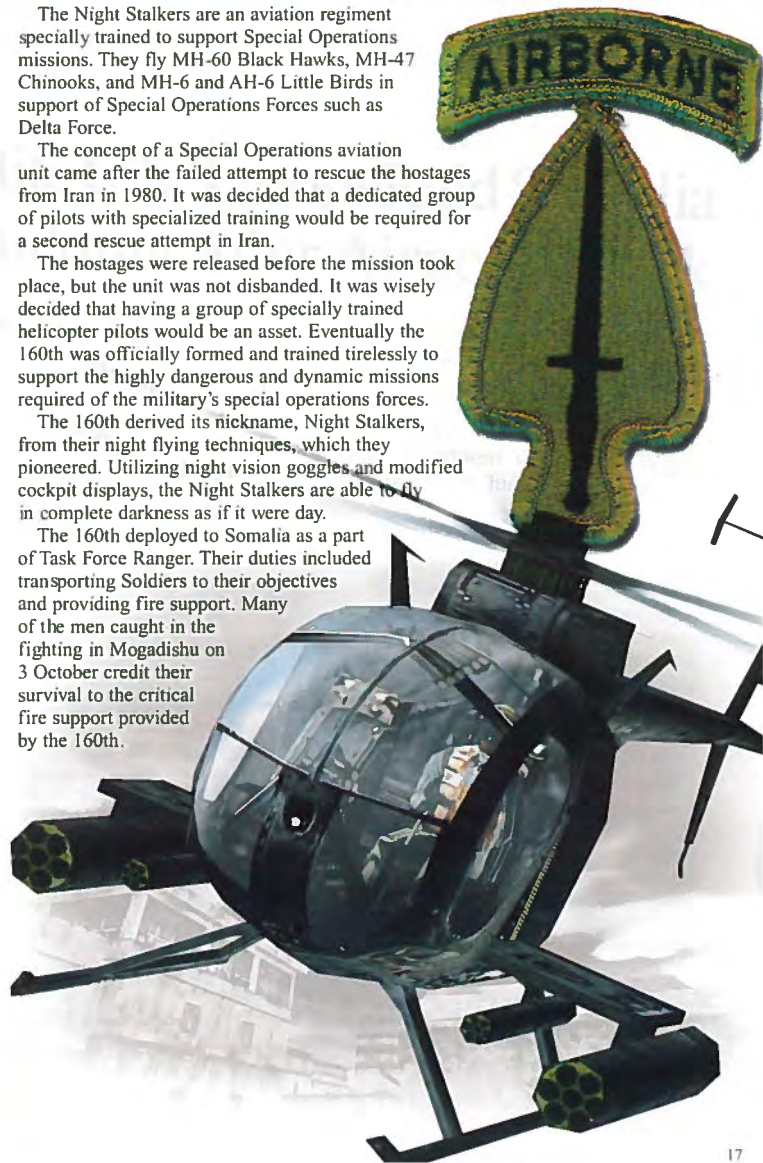 The Night Stalkers are an aviation regiment
specially trained to support Special Operations
missions. They fly MH-60 Black Hawks, MH-47
Chinooks, and MH-6 and AH-6 Little Birds in
support of Special Operations Forces such as
Delta Force.
The concept of a Special Operations aviation
unit came after the failed attempt to rescue the hostages
from Iran in 1980. It was decided that a dedicated group
of pilots with specialized training would be required for
a second rescue attempt in Iran.
The hostages were released before the mission took
place, but the unit was not disbanded. It was wisely
decided that having a group of specially trained
helicopter pilots would be an asset. Eventually the
160th was officially formed and trained tirelessly to
support the highly dangerous and dynamic missions
required of the military's special operations forces.
The 160th derived its nickname, Night Stalkers,
from their night flying techniques, which they
pioneered. Utilizing night vision goggles and modified
cockpit displays, the Night Stalkers are able to fly
in complete darkness as if it were day.
The 160th deployed to Somalia as a part
of Task Force Ranger. Their duties included
transporting Soldiers to their objectives
and providing fire support. Many
of the men caught in the
fighting in Mogadishu on
3 October credit their
survival to the critical
fire support provided
by the 160th.
AIRBORNE
17